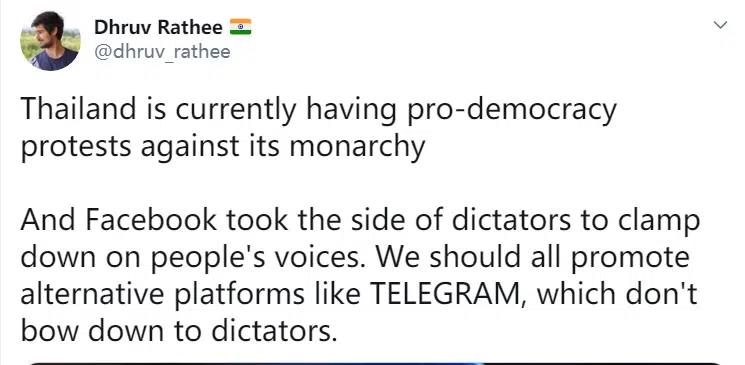 Dhruv Rathee 🇮🇳
@dhruv_rathee
Thailand is currently having pro-democracy
protests against its monarchy
And Facebook took the side of dictators to clamp
down on people's voices. We should all promote
alternative platforms like TELEGRAM, which don't
bow down to dictators.